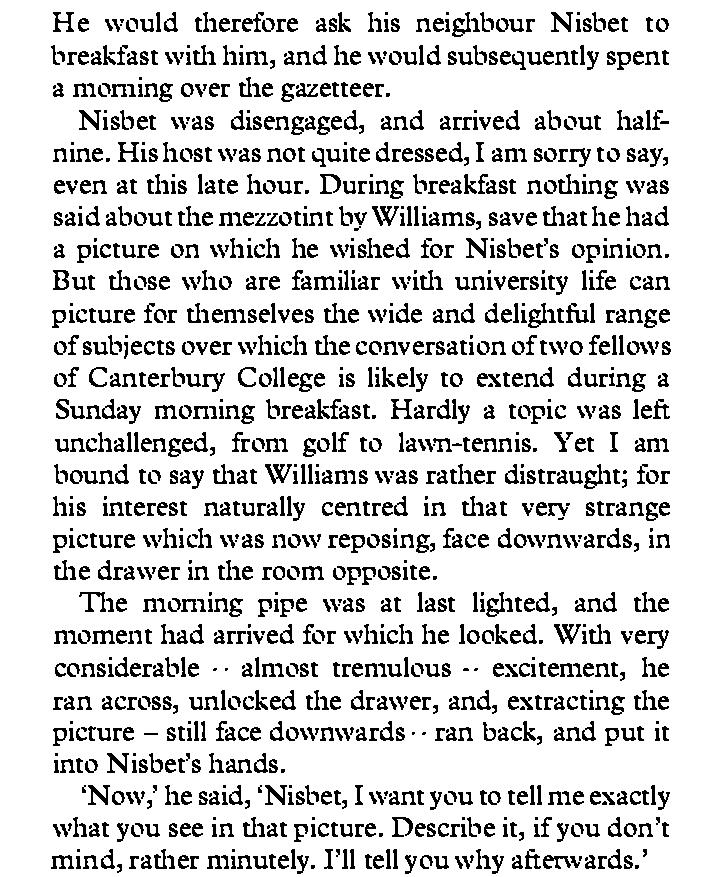 He would therefore ask his neighbour Nisbet to
breakfast with him, and he would subsequently spent
a morning over the gazetteer.
Nisbet was disengaged, and arrived about half-
nine. His host was not quite dressed, I am sorry to say,
even at this late hour. During breakfast nothing was
said about the mezzotint by Williams, save that he had
a picture on which he wished for Nisbet's opinion.
But those who are familiar with university life can
picture for themselves the wide and delightful range
of subjects over which the conversation of two fellows
of Canterbury College is likely to extend during a
Sunday morning breakfast. Hardly a topic was left
unchallenged, from golf to lawn-tennis. Yet I am
bound to say that Williams was rather distraught; for
his interest naturally centred in that very strange
picture which was now reposing, face downwards, in
the drawer in the room opposite.
The morning pipe was at last lighted, and the
moment had arrived for which he looked. With very
considerable -- almost tremulous -- excitement, he
ran across, unlocked the drawer, and, extracting the
picture – still face downwards -- ran back, and put it
into Nisbet's hands.
‘Now,’ he said, ‘Nisbet, I want you to tell me exactly
what you see in that picture. Describe it, if you don't
mind, rather minutely. I'll tell you why afterwards.’